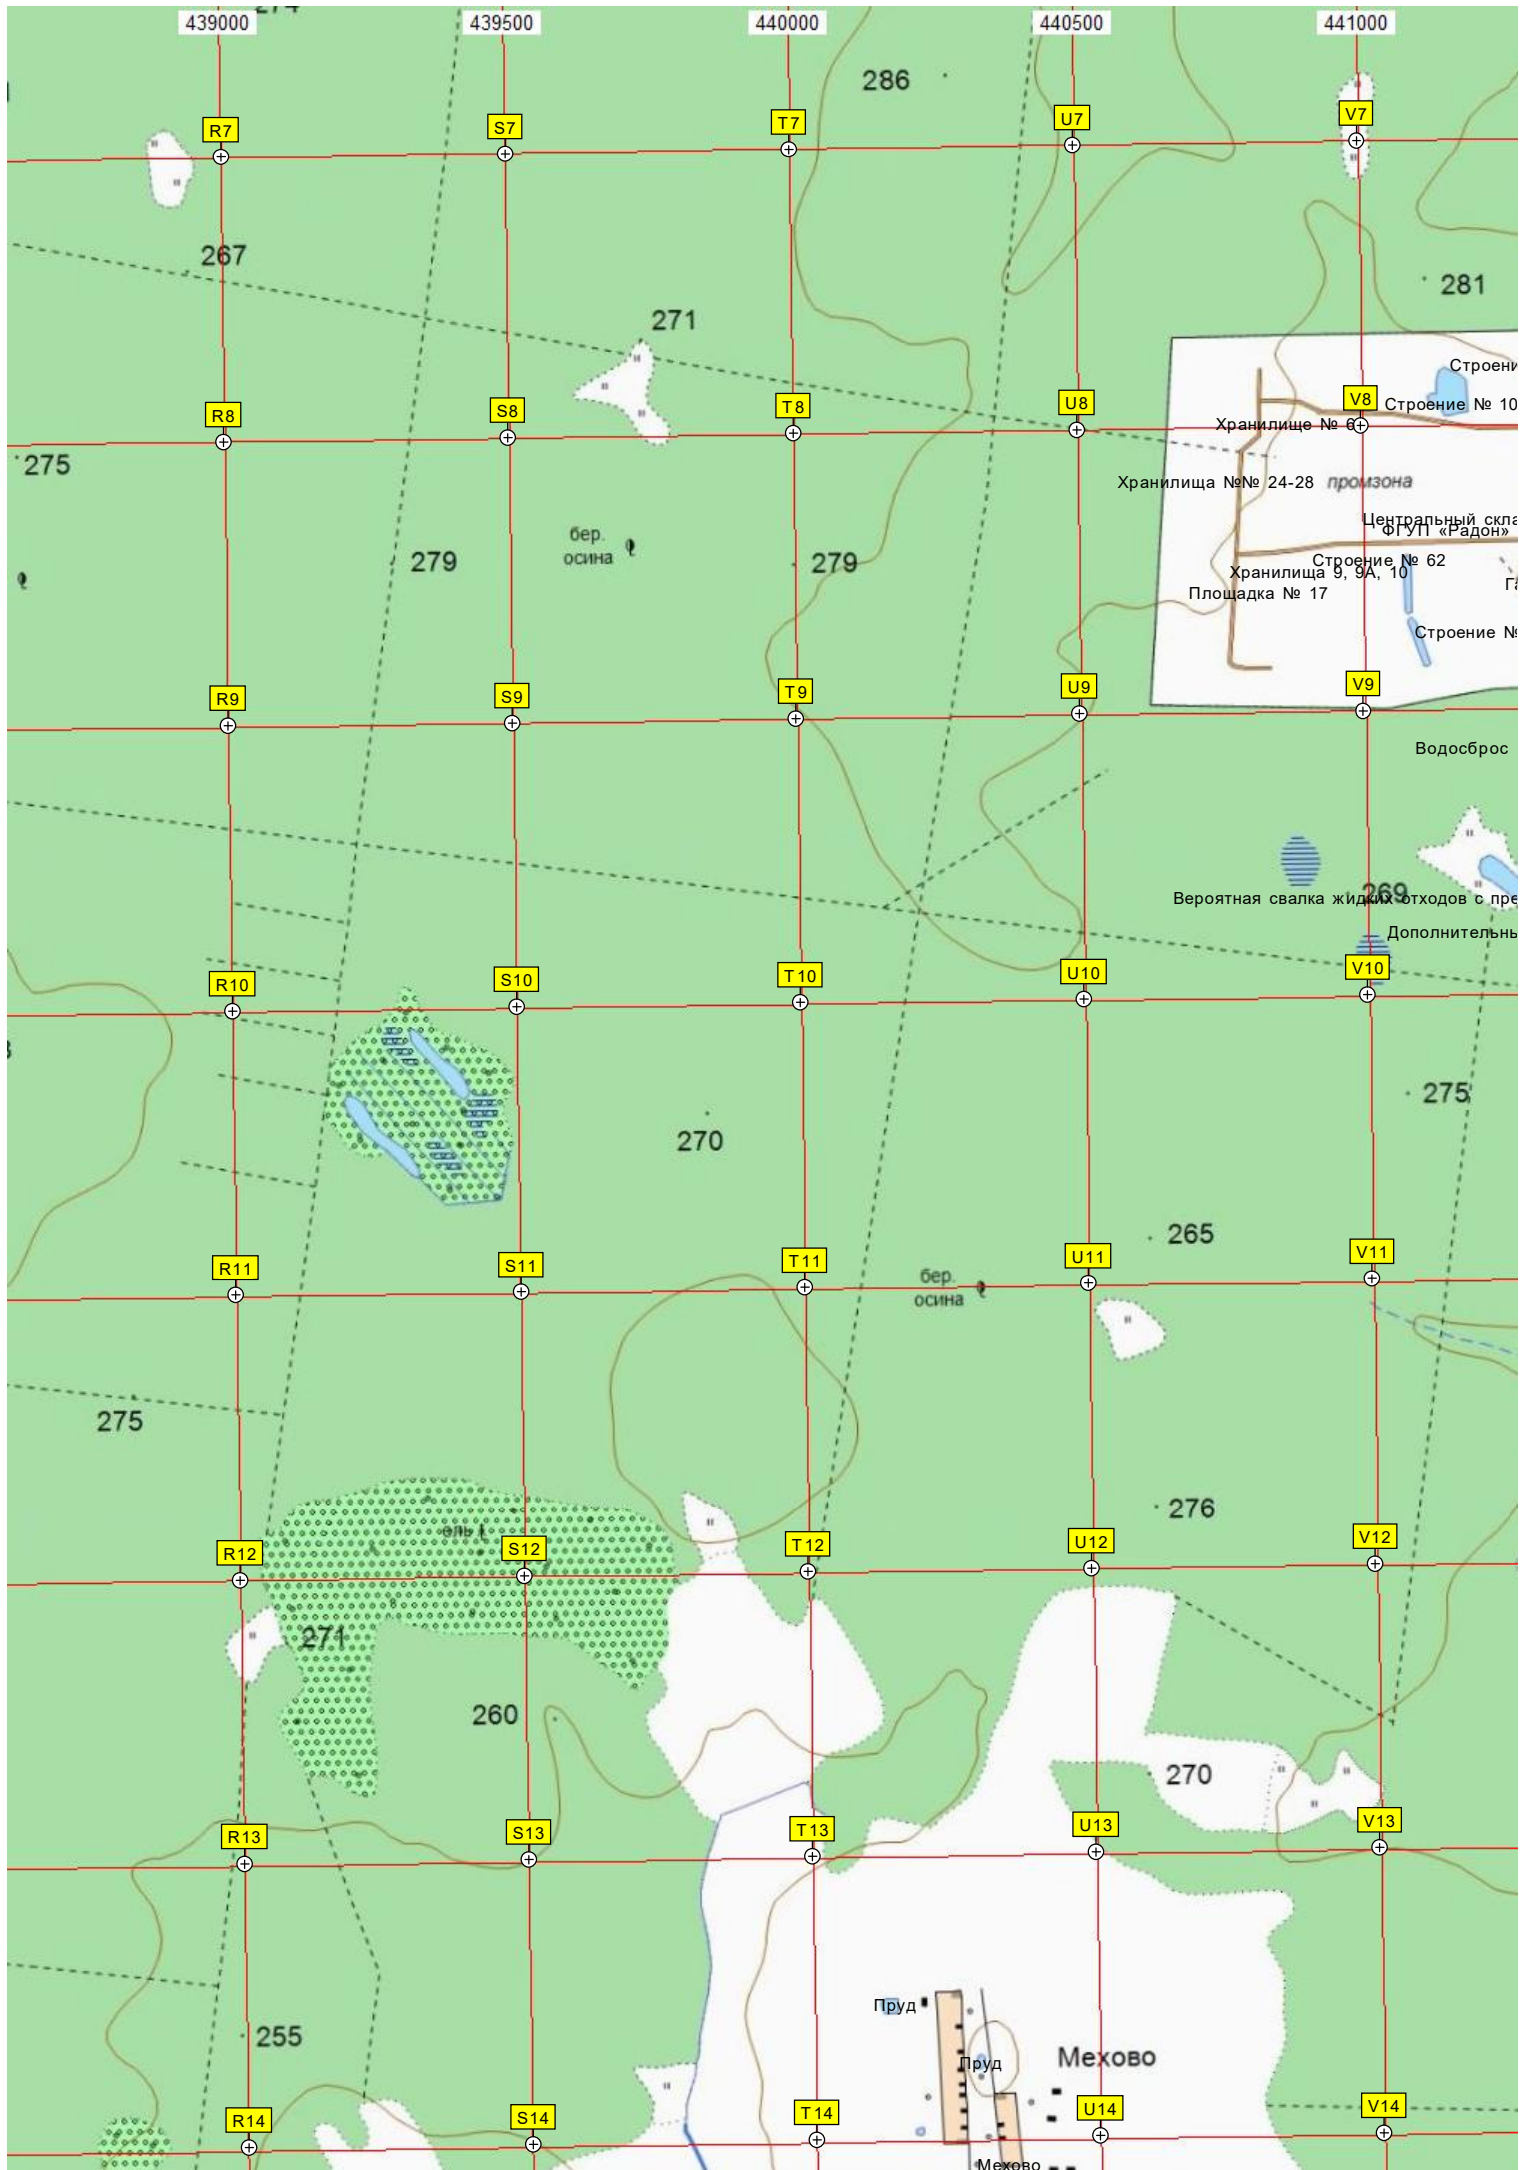 439000 439500 440000 440500 441000
286
R7 S7 T7 U7 V7
267
281
271
Строени
R8 S8 T8 U8 V8
Строение № 10
Хранилище № 6
275
Хранилища №№ 24-28 промзона
Центральный скла
ФГУП «Радон»
бер.
осина
279
279
Строение № 62
Хранилища 9, 9А, 10
Площадка № 17
Строение №
R9 S9 T9 U9 V9
Водосброс
269
Вероятная свалка жидких отходов с пре
Дополнительны
R10 S10 T10 U10 V10
275
270
265
R11 S11 T11 U11 V11
бер.
осина
275
276
ель
R12 S12 T12 U12 V12
271
260
270
R13 S13 T13 U13 V13
Пруд
255
Пруд
Мехово
R14 S14 T14 U14 V14
Мехово